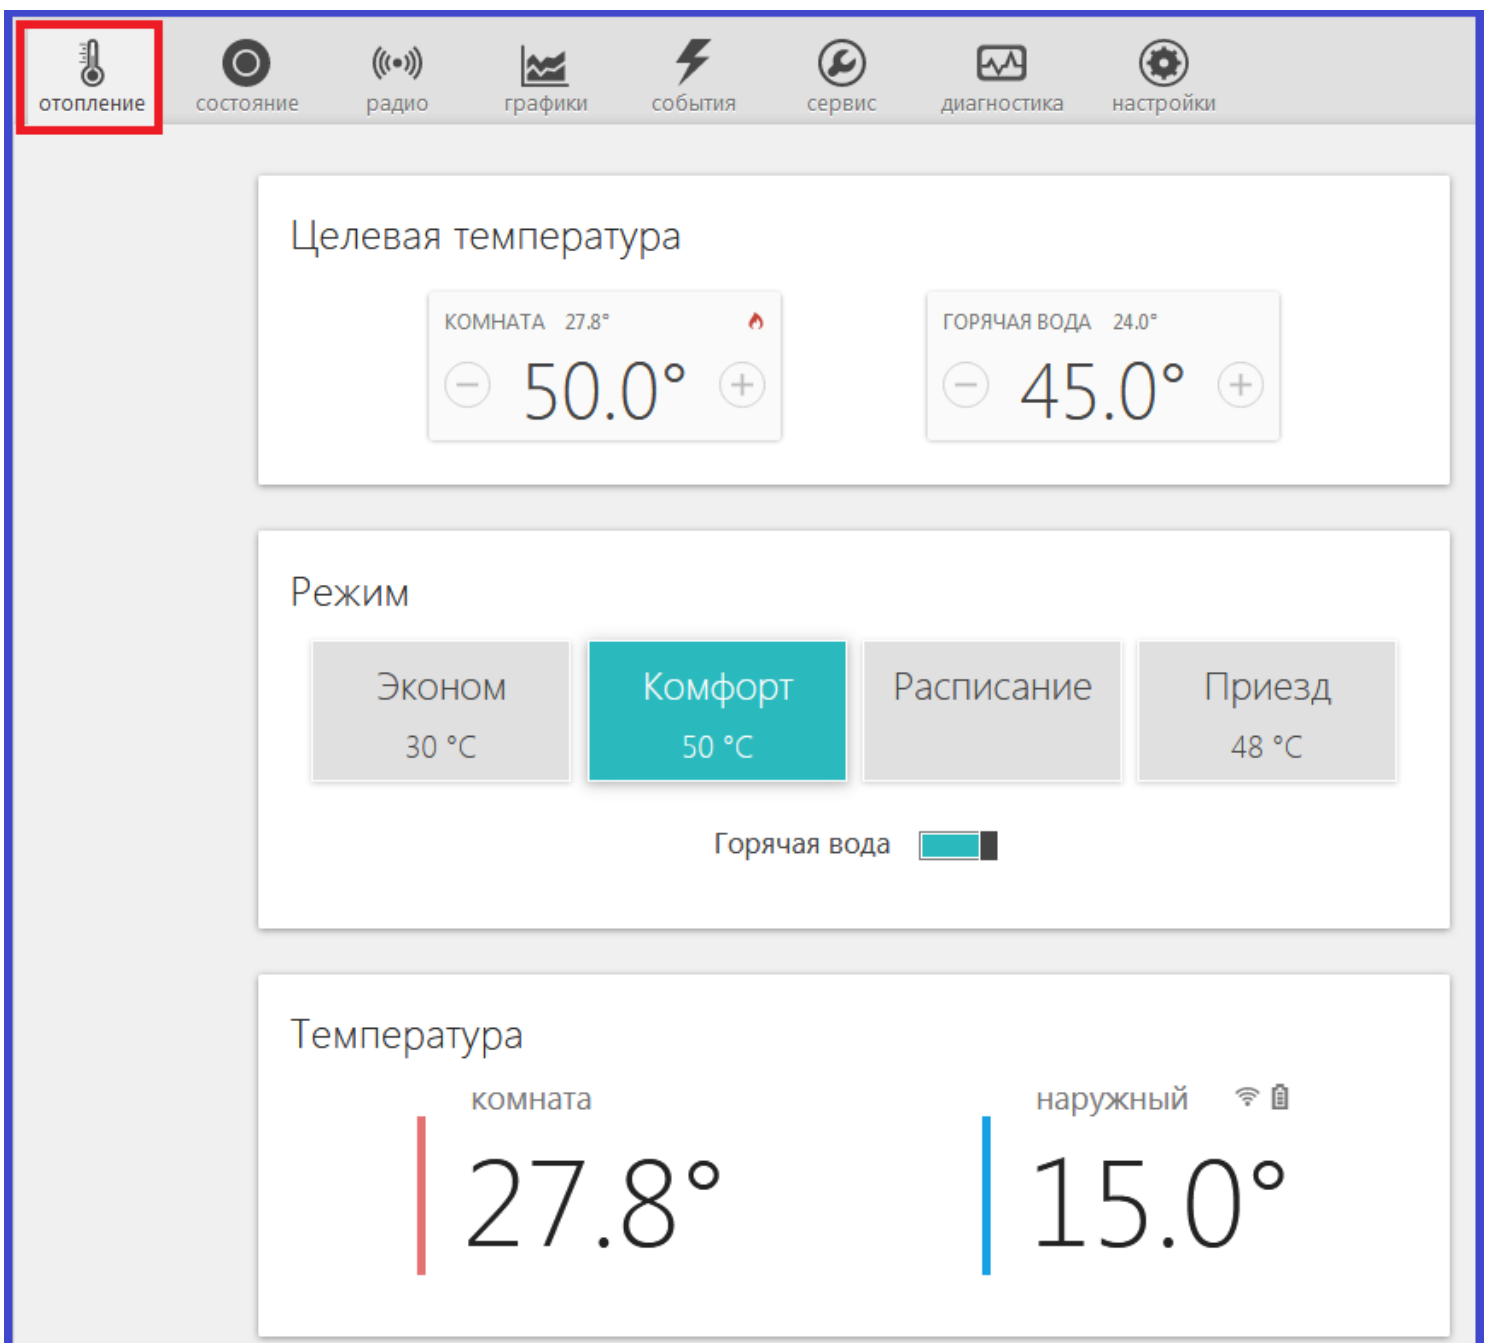 отопление состояние радио графики события сервис диагностика настройки
Целевая температура
КОМНАТА 27.8° ГОРЯЧАЯ ВОДА 24.0°
50.0° 45.0°
Режим
Эконом Комфорт Расписание Приезд
30 °C 50 °C 48 °C
Горячая вода
Температура
комната наружный
27.8° 15.0°